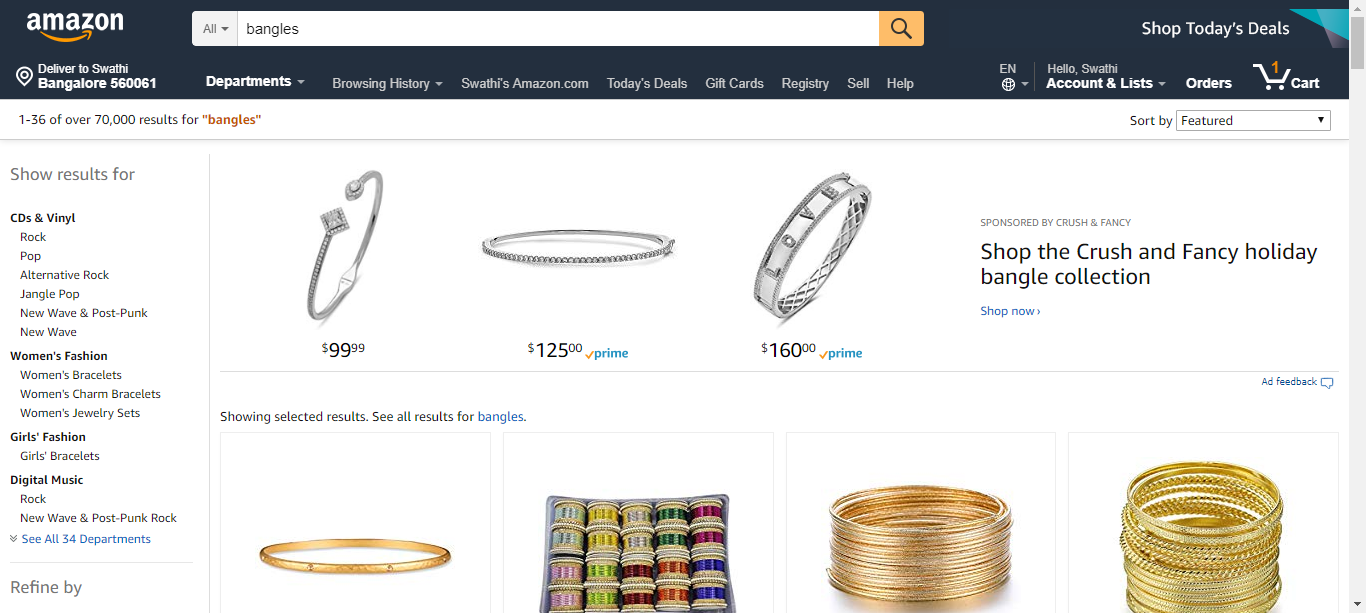 amazon
All
bangles
Shop Today's Deals
Deliver to Swathi
Bangalore 560061
Departments
Browsing History
Swathi's Amazon.com
Today's Deals
Gift Cards
Registry
Sell
Help
EN
Hello, Swathi
Account & Lists
Orders
1
Cart
1-36 of over 70,000 results for "bangles"
Sort by Featured
Show results for
CDs & Vinyl
Rock
Pop
Alternative Rock
Jangle Pop
New Wave & Post-Punk
New Wave
Women's Fashion
Women's Bracelets
Women's Charm Bracelets
Women's Jewelry Sets
Girls' Fashion
Girls' Bracelets
Digital Music
Rock
New Wave & Post-Punk Rock
See All 34 Departments
Refine by
LOVE
$9999
$12500 prime
$16000 prime
SPONSORED BY CRUSH & FANCY
Shop the Crush and Fancy holiday
bangle collection
Shop now ›
Ad feedback
Showing selected results. See all results for bangles.